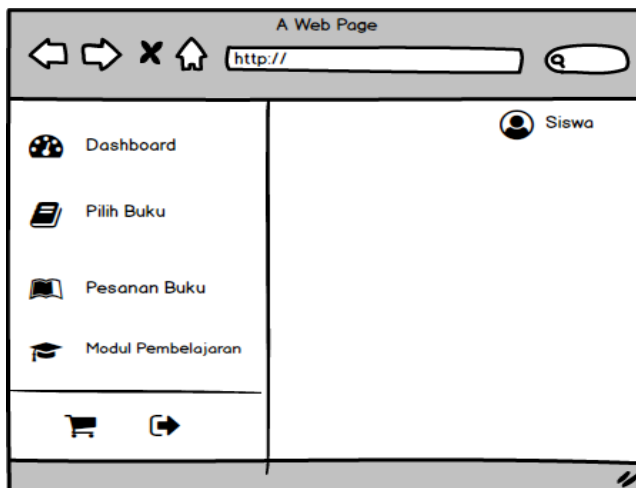 A Web Page
http://
Siswa
Dashboard
Pilih Buku
Pesanan Buku
Modul Pembelajaran